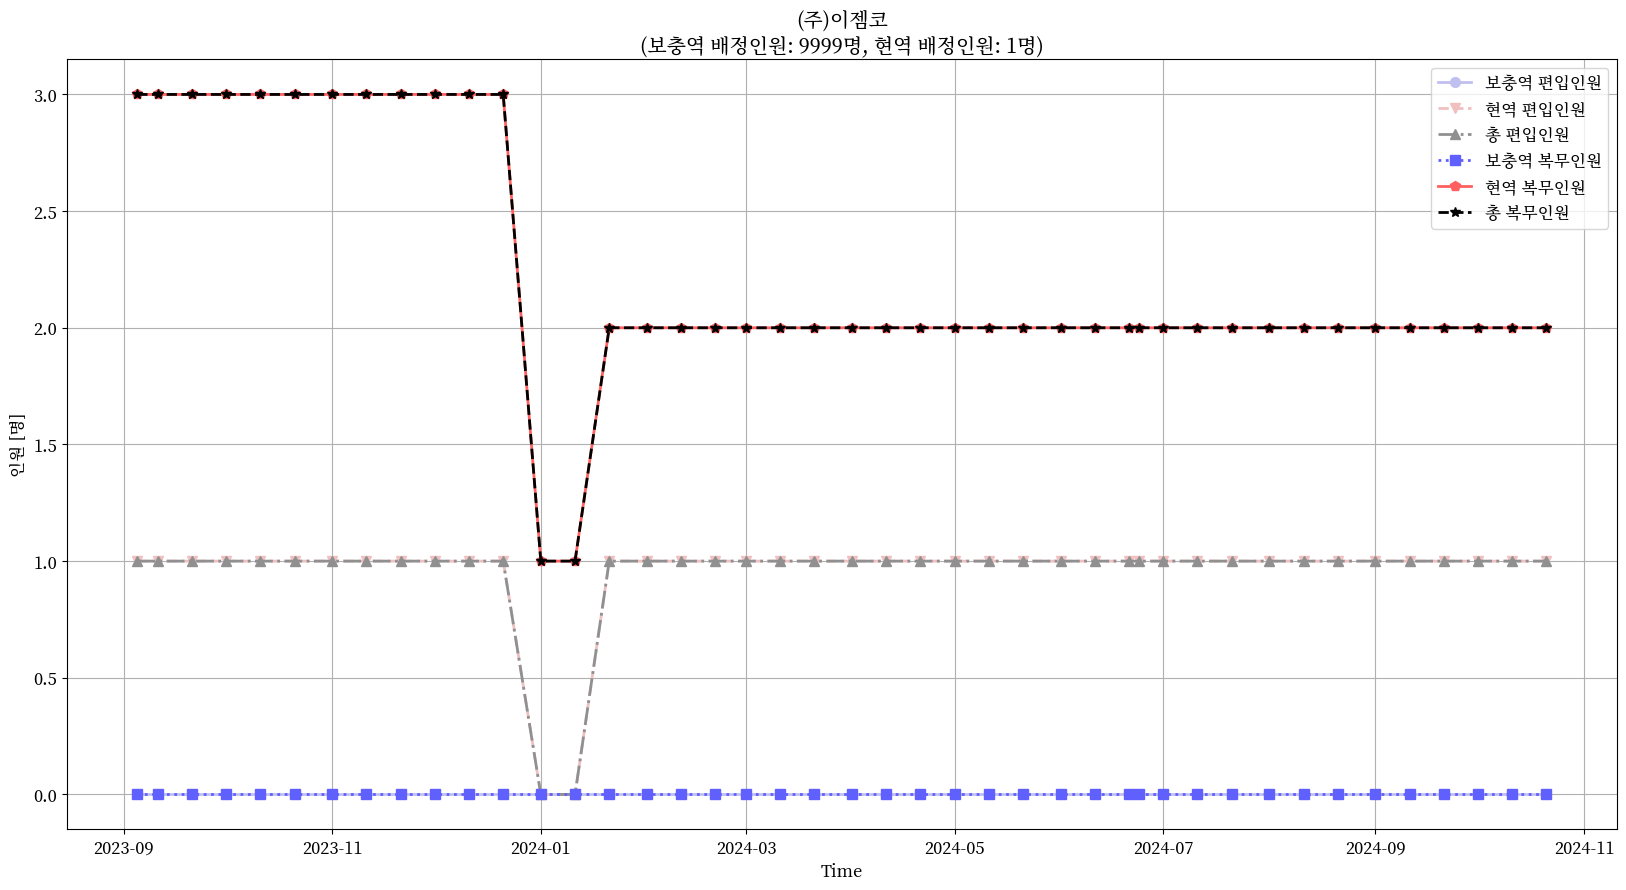 (주)이젬코
(보충역 배정인원: 9999명, 현역 배정인원: 1명)
보충역 편입인원
현역 편입인원
총 편입인원
보충역 복무인원
현역 복무인원
총 복무인원
3.0
2.5
2.0
1.5
1.0
0.5
0.0
인원 [명]
2023-09
2023-11
2024-01
2024-03
2024-05
2024-07
2024-09
2024-11
Time